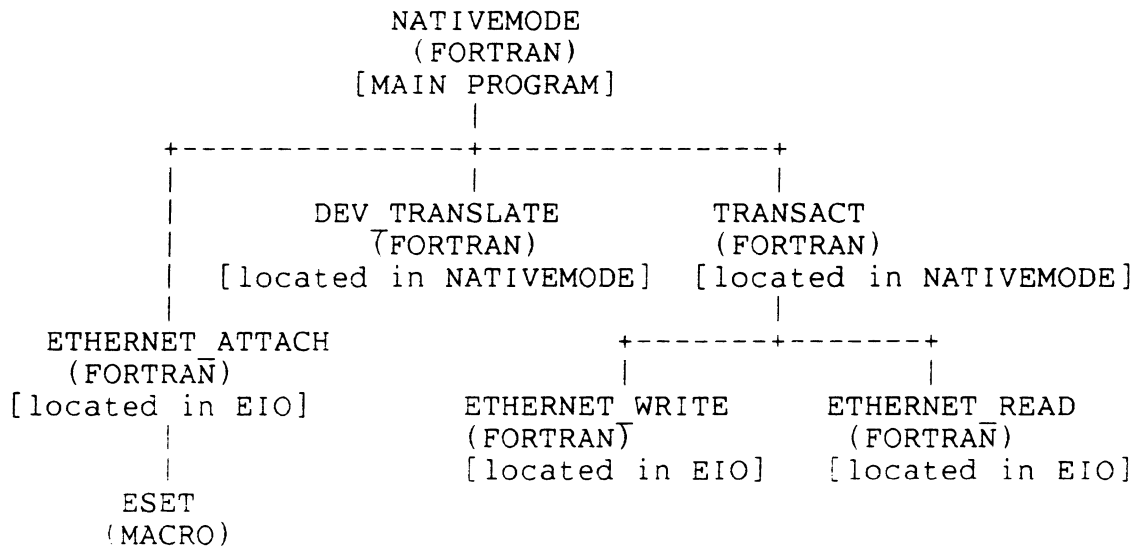 NATIVEMODE
(FORTRAN)
[MAIN PROGRAM]
DEV_TRANSLATE TRANSACT
(FORTRAN) (FORTRAN)
[located in NATIVEMODE] [located in NATIVEMODE]
ETHERNET_ATTACH
(FORTRAN)
[located in EIO]
ETHERNET_WRITE ETHERNET_READ
(FORTRAN) (FORTRAN)
[located in EIO] [located in EIO]
ESET
(MACRO)